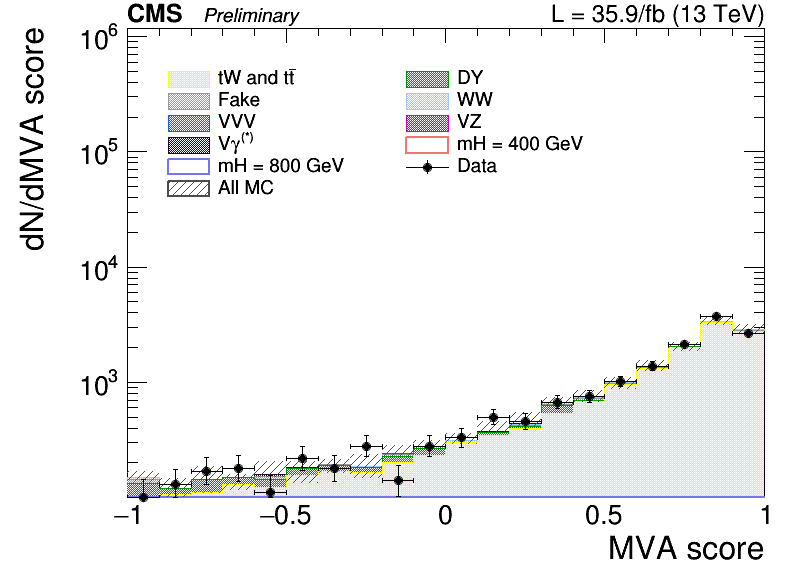 CMS Preliminary L = 35.9/fb (13 TeV)
dN/dMVA score
10⁶
10⁵
10⁴
10³
tW and tt̄ DY
Fake WW
VVV VZ
Vγ(*) mH = 400 GeV
mH = 800 GeV Data
All MC
−1 −0.5 0 0.5 1
MVA score